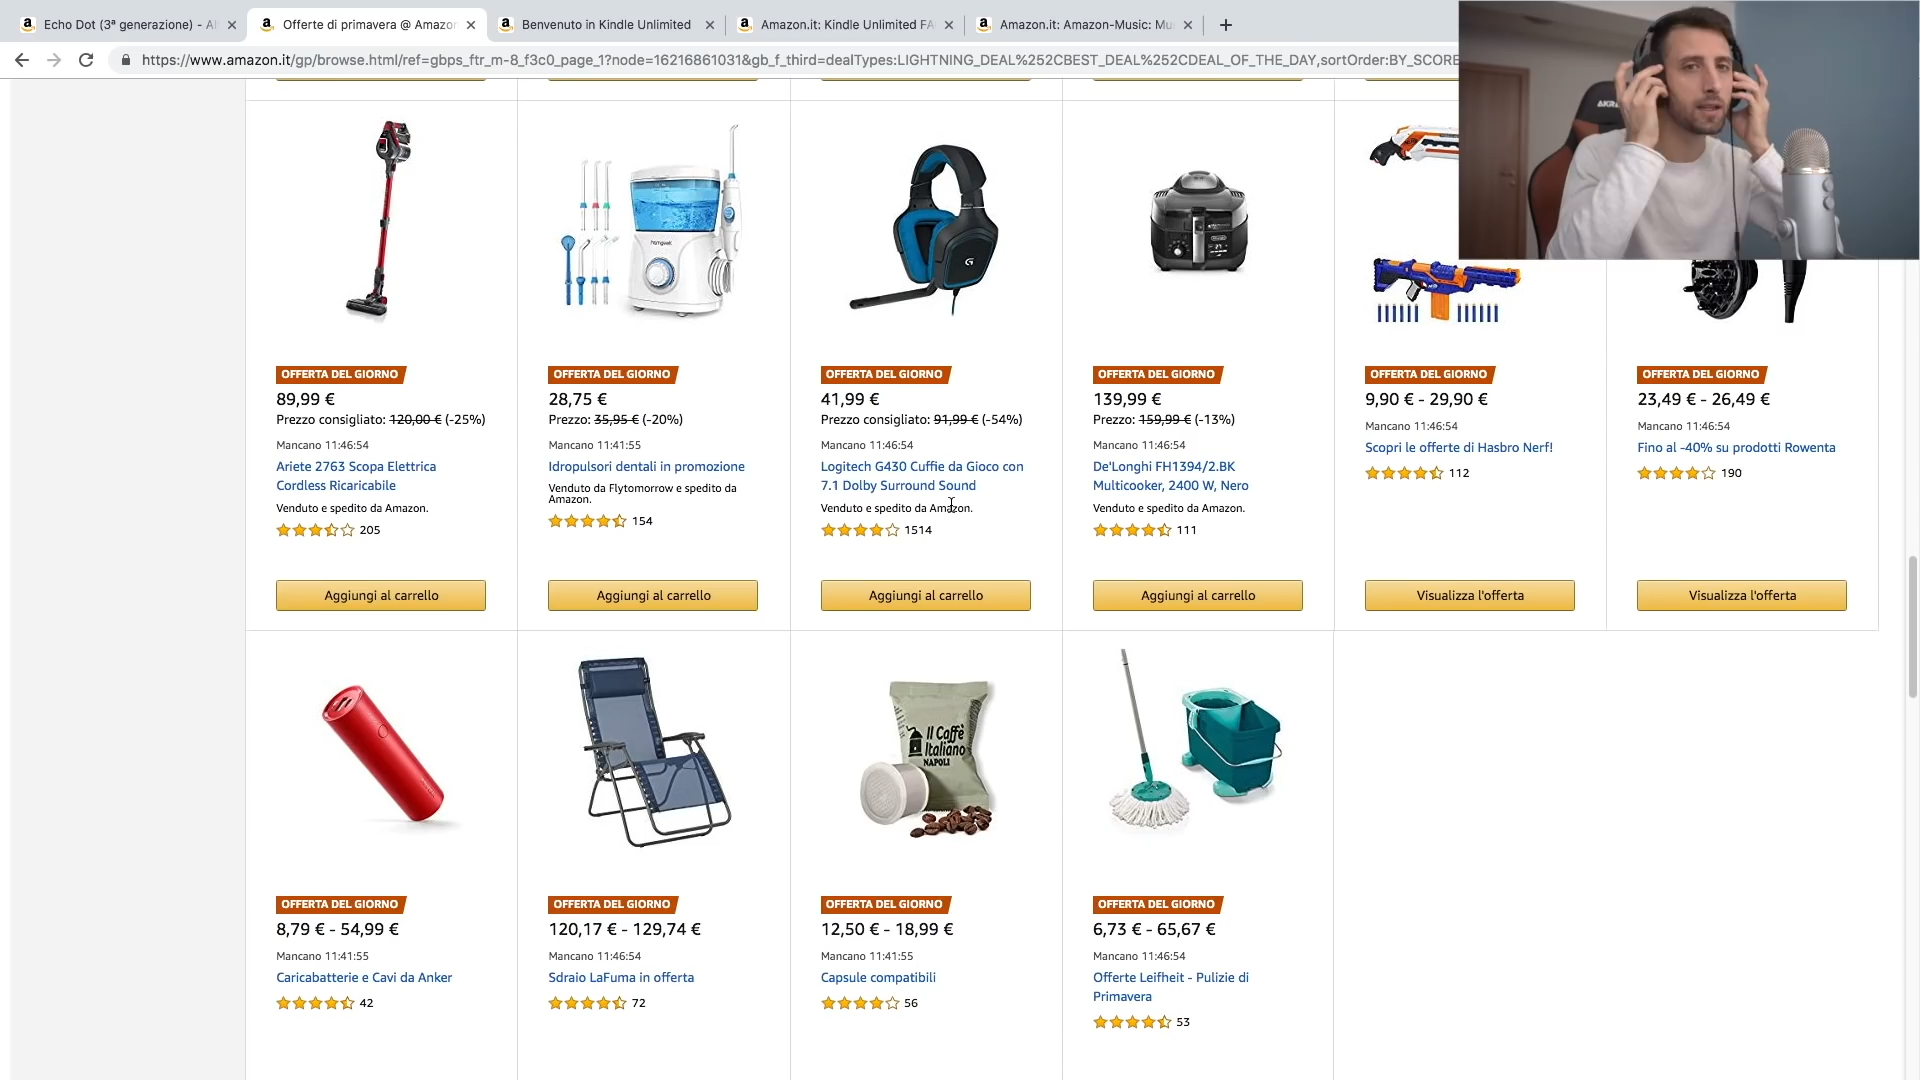 Echo Dot (3ª generazione) - Al
Offerte di primavera @ Amazon
Benvenuto in Kindle Unlimited
Amazon.it: Kindle Unlimited FA
Amazon.it: Amazon-Music: Mu
https://www.amazon.it/gp/browse.html/ref=gbps_ftr_m-8_f3c0_page_1?node=16216861031&gb_f_third=dealTypes:LIGHTNING_DEAL%252CBEST_DEAL%252CDEAL_OF_THE_DAY,sortOrder:BY_SCORE
homgeek
G
Nerf
OFFERTA DEL GIORNO
89,99 €
Prezzo consigliato: 120,00 € (-25%)
Mancano 11:46:54
Ariete 2763 Scopa Elettrica
Cordless Ricaricabile
Venduto e spedito da Amazon.
205
Aggiungi al carrello
OFFERTA DEL GIORNO
28,75 €
Prezzo: 35,95 € (-20%)
Mancano 11:41:55
Idropulsori dentali in promozione
Venduto da Flytomorrow e spedito da
Amazon.
154
Aggiungi al carrello
OFFERTA DEL GIORNO
41,99 €
Prezzo consigliato: 91,99 € (-54%)
Mancano 11:46:54
Logitech G430 Cuffie da Gioco con
7.1 Dolby Surround Sound
Venduto e spedito da Amazon.
1514
Aggiungi al carrello
OFFERTA DEL GIORNO
139,99 €
Prezzo: 159,99 € (-13%)
Mancano 11:46:54
De'Longhi FH1394/2.BK
Multicooker, 2400 W, Nero
Venduto e spedito da Amazon.
111
Aggiungi al carrello
OFFERTA DEL GIORNO
9,90 € - 29,90 €
Mancano 11:46:54
Scopri le offerte di Hasbro Nerf!
112
Visualizza l'offerta
OFFERTA DEL GIORNO
23,49 € - 26,49 €
Mancano 11:46:54
Fino al -40% su prodotti Rowenta
190
Visualizza l'offerta
OFFERTA DEL GIORNO
8,79 € - 54,99 €
Mancano 11:41:55
Caricabatterie e Cavi da Anker
42
OFFERTA DEL GIORNO
120,17 € - 129,74 €
Mancano 11:46:54
Sdraio LaFuma in offerta
72
Il Caffè
Italiano
NAPOLI
OFFERTA DEL GIORNO
12,50 € - 18,99 €
Mancano 11:41:55
Capsule compatibili
56
OFFERTA DEL GIORNO
6,73 € - 65,67 €
Mancano 11:46:54
Offerte Leifheit - Pulizie di
Primavera
53